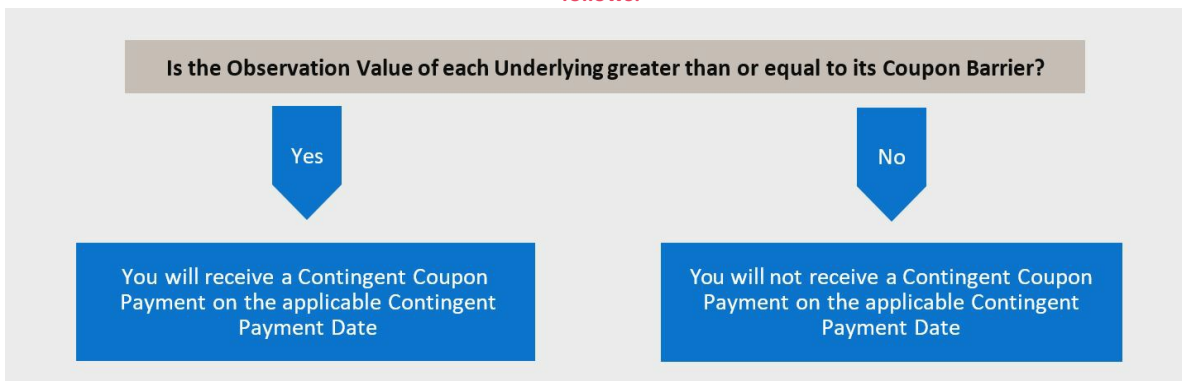 Is the Observation Value of each Underlying greater than or equal to its Coupon Barrier?
Yes
No
You will receive a Contingent Coupon
Payment on the applicable Contingent
Payment Date
You will not receive a Contingent Coupon
Payment on the applicable Contingent
Payment Date